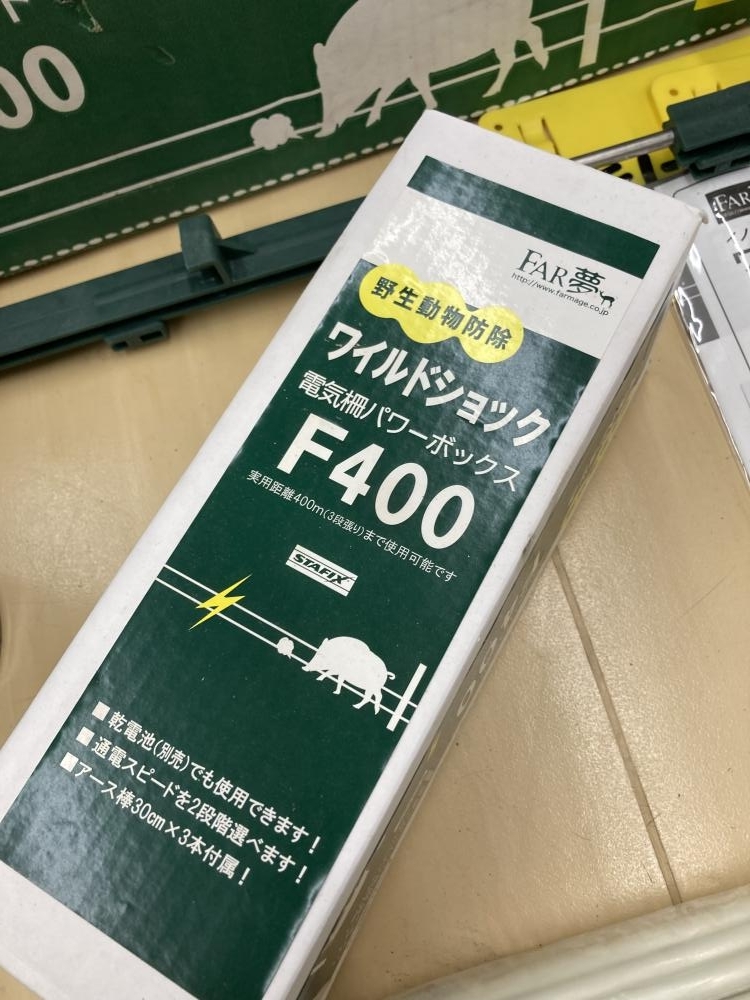 ド
00
FAR夢
http://www.farmage.co.jp
野生動物防除
ワイルドショック
電気柵パワーボックス
F400
実用距離400m(3段張り)まで使用可能です
STAFIX
■乾電池(別売)でも使用できます!
■通電スピードを2段階選べます!
■アース棒30cm×3本付属!
FAR
イノ